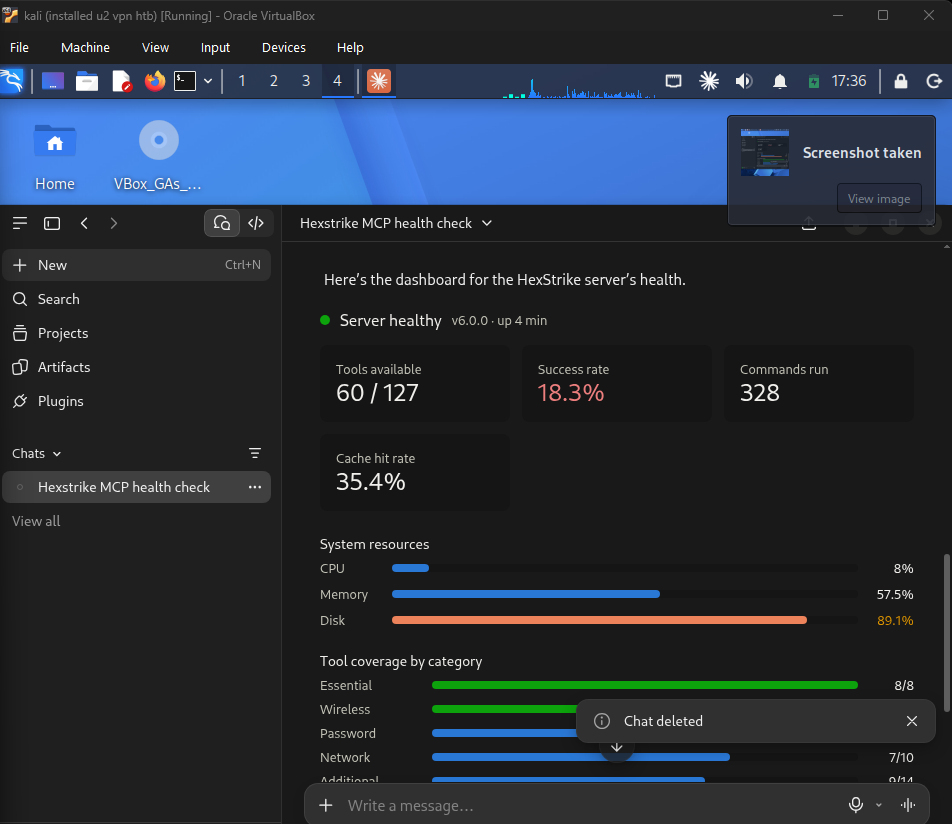 kali (installed u2 vpn htb) [Running] - Oracle VirtualBox
File Machine View Input Devices Help
1 2 3 4 17:36
Home VBox_GAs_...
Screenshot taken
View image
Hexstrike MCP health check
New Ctrl+N
Search
Projects
Artifacts
Plugins
Chats
Hexstrike MCP health check
View all
Here's the dashboard for the HexStrike server's health.
Server healthy v6.0.0 · up 4 min
Tools available
60 / 127
Success rate
18.3%
Commands run
328
Cache hit rate
35.4%
System resources
CPU 8%
Memory 57.5%
Disk 89.1%
Tool coverage by category
Essential 8/8
Wireless
Password
Network 7/10
Additional 9/14
Chat deleted
Write a message...